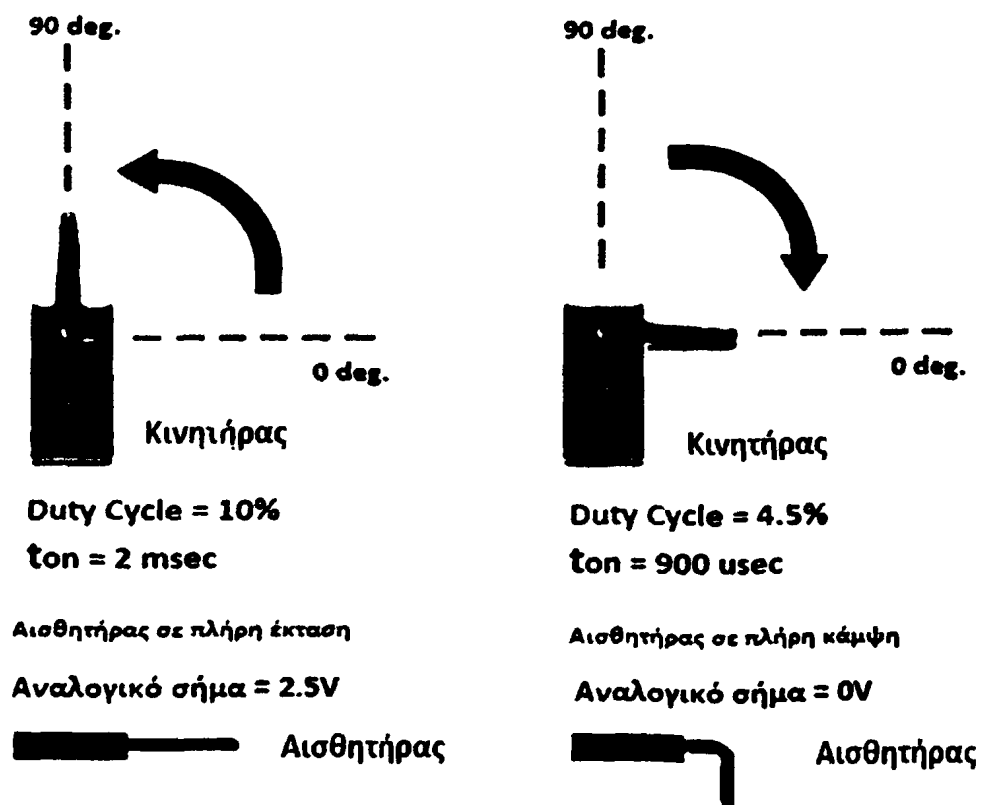 90 deg.
0 deg.
Κινητήρας
Duty Cycle = 10%
ton = 2 msec
Αισθητήρας σε πλήρη έκταση
Αναλογικό σήμα = 2.5V
Αισθητήρας
90 deg.
0 deg.
Κινητήρας
Duty Cycle = 4.5%
ton = 900 usec
Αισθητήρας σε πλήρη κάμψη
Αναλογικό σήμα = 0V
Αισθητήρας